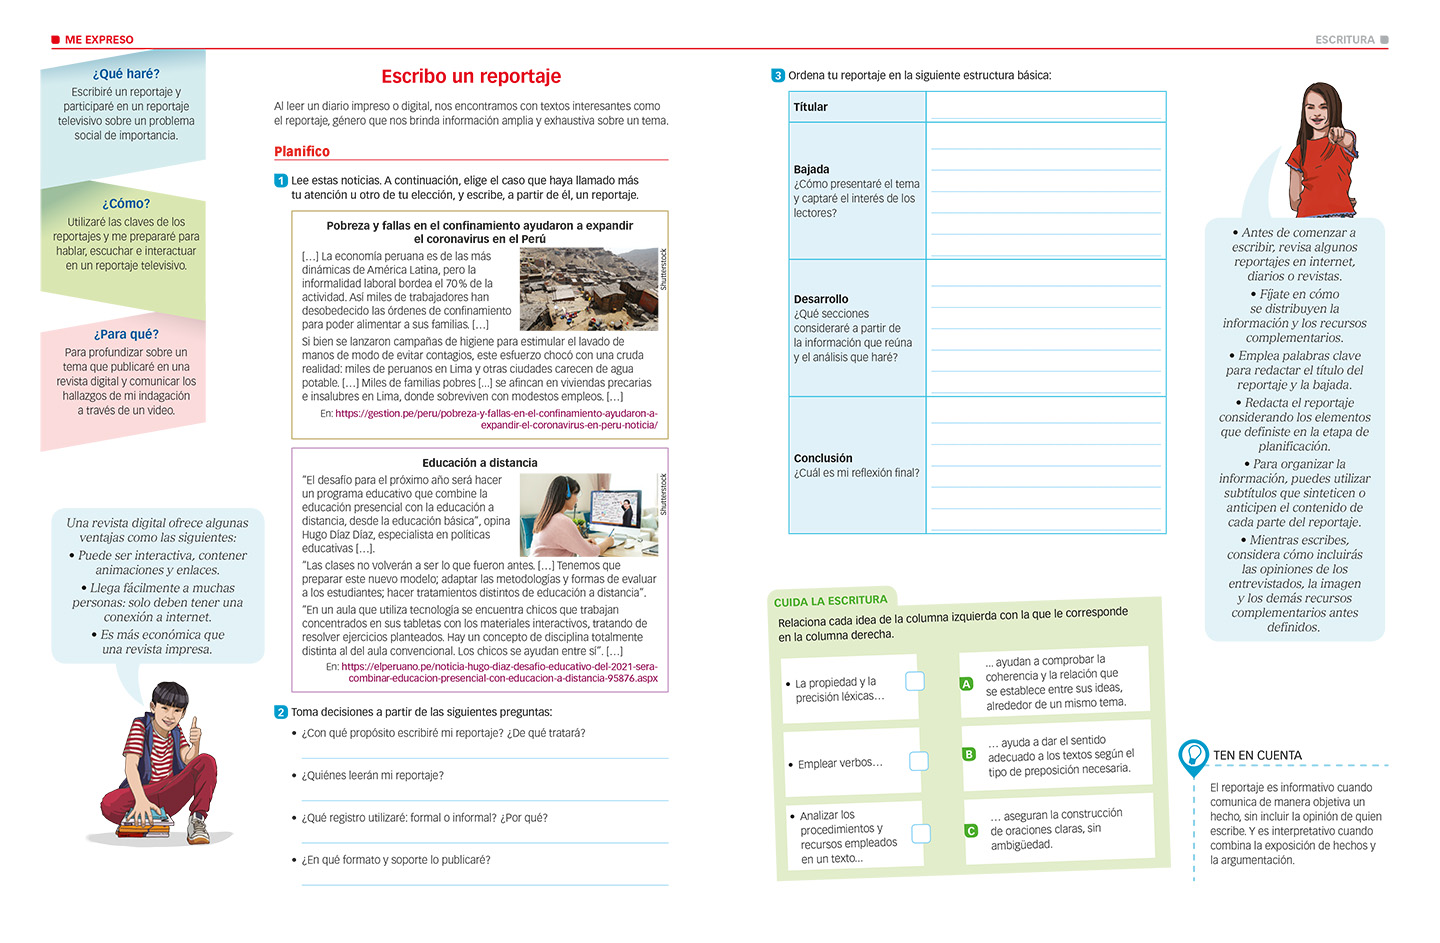 ME EXPRESO
¿Qué haré?
Escribiré un reportaje y
participaré en un reportaje
televisivo sobre un problema
social de importancia.
¿Cómo?
Utilizaré las claves de los
reportajes y me prepararé para
hablar, escuchar e interactuar
en un reportaje televisivo.
¿Para qué?
Para profundizar sobre un
tema que publicaré en una
revista digital y comunicar los
hallazgos de mi indagación
a través de un video.
Una revista digital ofrece algunas
ventajas como las siguientes:
• Puede ser interactiva, contener
animaciones y enlaces.
• Llega fácilmente a muchas
personas: solo deben tener una
conexión a internet.
• Es más económica que
una revista impresa.
Escribo un reportaje
Al leer un diario impreso o digital, nos encontramos con textos interesantes como
el reportaje, género que nos brinda información amplia y exhaustiva sobre un tema.
Planifico
1 Lee estas noticias. A continuación, elige el caso que haya llamado más
tu atención u otro de tu elección, y escribe, a partir de él, un reportaje.
Pobreza y fallas en el confinamiento ayudaron a expandir
el coronavirus en el Perú
[…] La economía peruana es de las más
dinámicas de América Latina, pero la
informalidad laboral bordea el 70 % de la
actividad. Así miles de trabajadores han
desobedecido las órdenes de confinamiento
para poder alimentar a sus familias. […]
Shutterstock
Si bien se lanzaron campañas de higiene para estimular el lavado de
manos de modo de evitar contagios, este esfuerzo chocó con una cruda
realidad: miles de peruanos en Lima y otras ciudades carecen de agua
potable. […] Miles de familias pobres [...] se afincan en viviendas precarias
e insalubres en Lima, donde sobreviven con modestos empleos. […]
En: https://gestion.pe/peru/pobreza-y-fallas-en-el-confinamiento-ayudaron-a-
expandir-el-coronavirus-en-peru-noticia/
Educación a distancia
“El desafío para el próximo año será hacer
un programa educativo que combine la
educación presencial con la educación a
distancia, desde la educación básica”, opina
Hugo Díaz Díaz, especialista en políticas
educativas […].
Shutterstock
“Las clases no volverán a ser lo que fueron antes. […] Tenemos que
preparar este nuevo modelo; adaptar las metodologías y formas de evaluar
a los estudiantes; hacer tratamientos distintos de educación a distancia”.
“En un aula que utiliza tecnología se encuentra chicos que trabajan
concentrados en sus tabletas con los materiales interactivos, tratando de
resolver ejercicios planteados. Hay un concepto de disciplina totalmente
distinta al del aula convencional. Los chicos se ayudan entre sí”. […]
En: https://elperuano.pe/noticia-hugo-diaz-desafio-educativo-del-2021-sera-
combinar-educacion-presencial-con-educacion-a-distancia-95876.aspx
2 Toma decisiones a partir de las siguientes preguntas:
• ¿Con qué propósito escribiré mi reportaje? ¿De qué tratará?
• ¿Quiénes leerán mi reportaje?
• ¿Qué registro utilizaré: formal o informal? ¿Por qué?
• ¿En qué formato y soporte lo publicaré?
ESCRITURA
3 Ordena tu reportaje en la siguiente estructura básica:
Títular
Bajada
¿Cómo presentaré el tema
y captaré el interés de los
lectores?
Desarrollo
¿Qué secciones
consideraré a partir de
la información que reúna
y el análisis que haré?
Conclusión
¿Cuál es mi reflexión final?
CUIDA LA ESCRITURA
Relaciona cada idea de la columna izquierda con la que le corresponde
en la columna derecha.
• La propiedad y la
precisión léxicas…
• Emplear verbos…
• Analizar los
procedimientos y
recursos empleados
en un texto…
A
... ayudan a comprobar la
coherencia y la relación que
se establece entre sus ideas,
alrededor de un mismo tema.
B
… ayuda a dar el sentido
adecuado a los textos según el
tipo de preposición necesaria.
C
… aseguran la construcción
de oraciones claras, sin
ambigüedad.
• Antes de comenzar a
escribir, revisa algunos
reportajes en internet,
diarios o revistas.
• Fíjate en cómo
se distribuyen la
información y los recursos
complementarios.
• Emplea palabras clave
para redactar el título del
reportaje y la bajada.
• Redacta el reportaje
considerando los elementos
que definiste en la etapa de
planificación.
• Para organizar la
información, puedes utilizar
subtítulos que sinteticen o
anticipen el contenido de
cada parte del reportaje.
• Mientras escribes,
considera cómo incluirás
las opiniones de los
entrevistados, la imagen
y los demás recursos
complementarios antes
definidos.
TEN EN CUENTA
El reportaje es informativo cuando
comunica de manera objetiva un
hecho, sin incluir la opinión de quien
escribe. Y es interpretativo cuando
combina la exposición de hechos y
la argumentación.